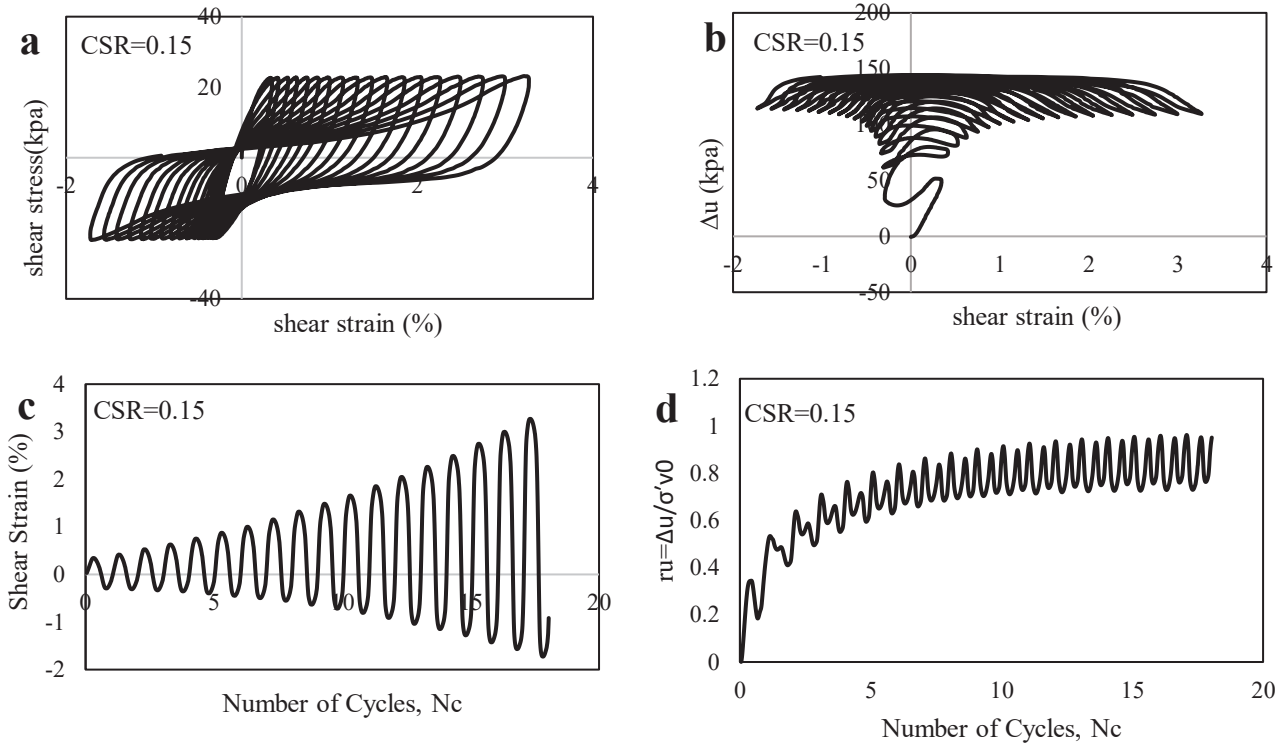 a
CSR=0.15
40
20
0
-40
-2
2
4
shear stress(kpa)
shear strain (%)
b
CSR=0.15
200
150
100
50
0
-50
-2
-1
0
1
2
3
4
Δu (kpa)
shear strain (%)
c
CSR=0.15
4
3
2
1
0
-1
-2
0
5
10
15
20
Shear Strain (%)
Number of Cycles, Nc
d
CSR=0.15
1.2
1
0.8
0.6
0.4
0.2
0
0
5
10
15
20
ru=Δu/σ′v0
Number of Cycles, Nc